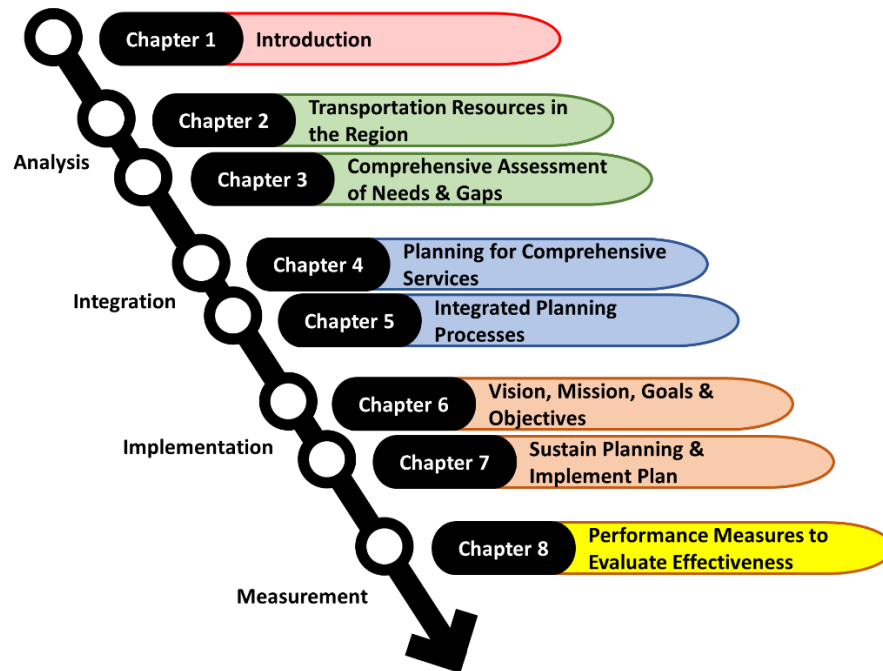 Chapter 1
Introduction
Chapter 2
Transportation Resources in
the Region
Analysis
Chapter 3
Comprehensive Assessment
of Needs & Gaps
Chapter 4
Planning for Comprehensive
Services
Integration
Chapter 5
Integrated Planning
Processes
Chapter 6
Vision, Mission, Goals &
Objectives
Implementation
Chapter 7
Sustain Planning &
Implement Plan
Chapter 8
Performance Measures to
Evaluate Effectiveness
Measurement